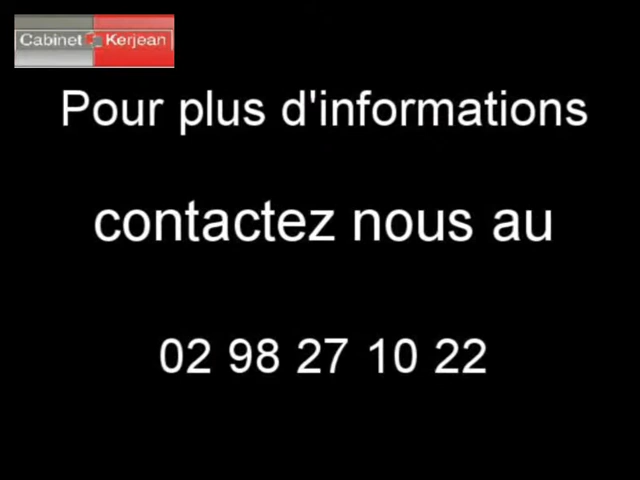 Cabinet Kerjean
Pour plus d'informations
contactez nous au
02 98 27 10 22